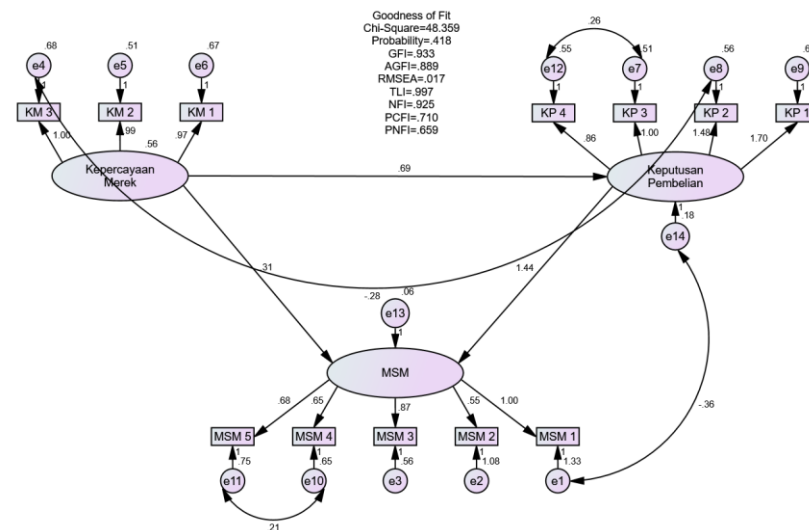 Goodness of Fit
Chi-Square=48.359
Probability=.418
GFI=.933
AGFI=.889
RMSEA=.017
TLI=.997
NFI=.925
PCFI=.710
PNFI=.659
.68
e4
1
KM 3
1.00
.51
e5
1
KM 2
.99
.67
e6
1
KM 1
.97
.26
.55
e12
1
KP 4
.86
.51
e7
1
KP 3
1.00
.56
e8
1
KP 2
1.48
e9
1
KP 1
1.70
.56
Kepercayaan
Merek
.69
Keputusan
Pembelian
1
.18
e14
.31
1.44
-.28
.06
e13
1
MSM
-.36
.68
.65
.87
.55
1.00
MSM 5
MSM 4
MSM 3
MSM 2
MSM 1
1
.75
1
.65
1
.56
1
1.08
1
1.33
e11
e10
e3
e2
e1
.21